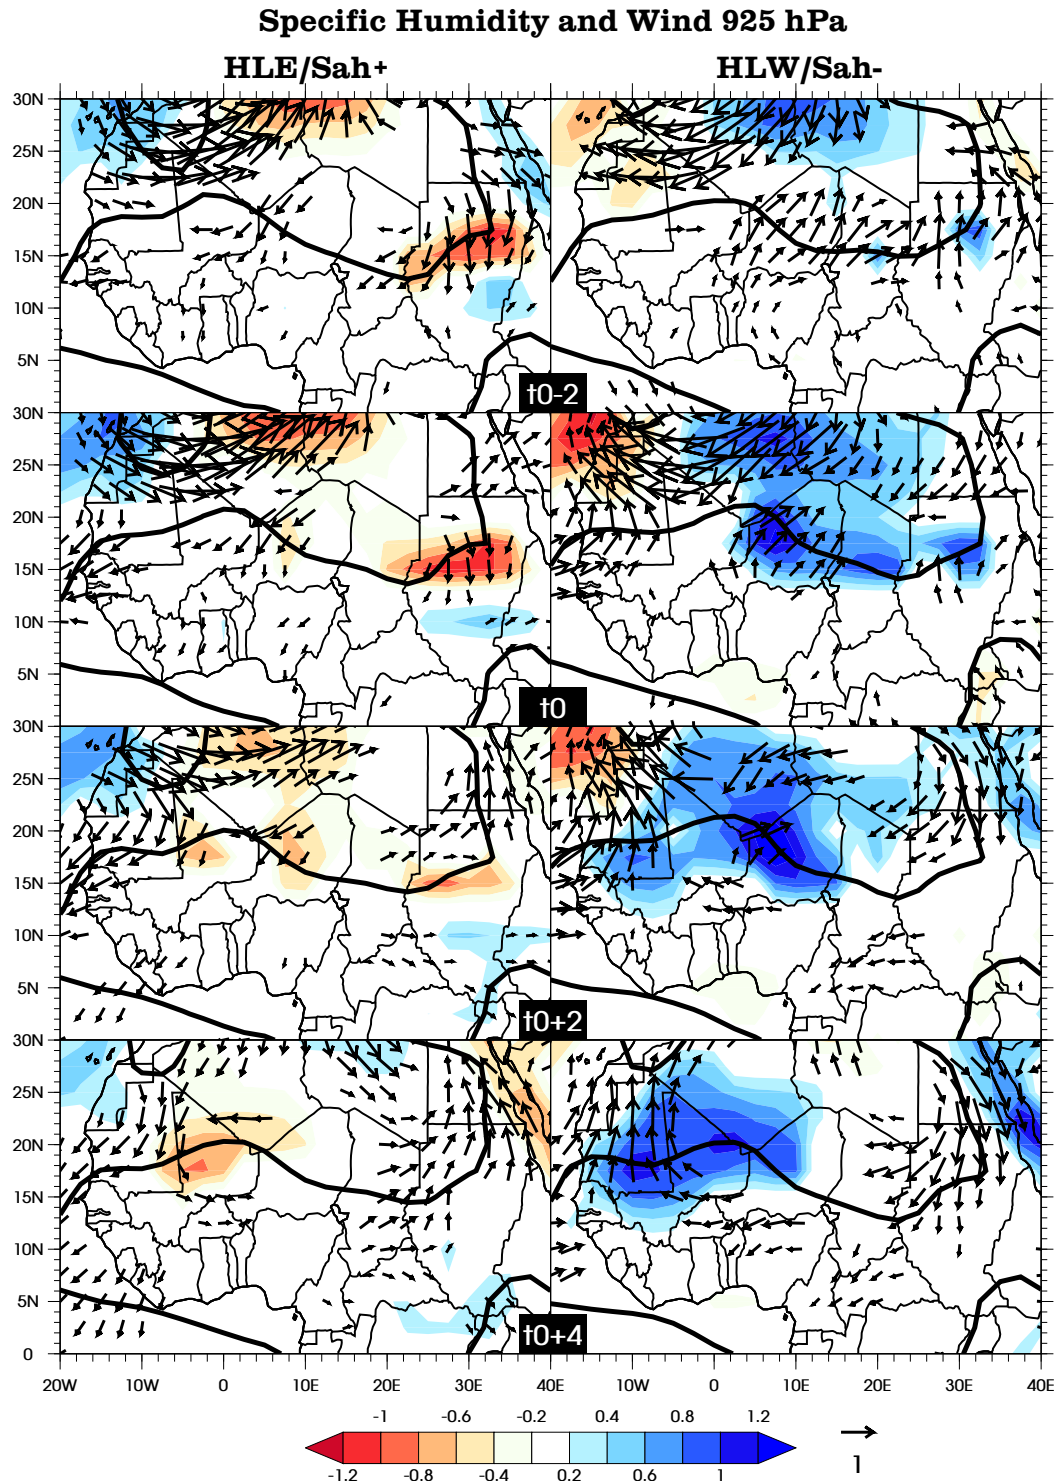 Specific Humidity and Wind 925 hPa
HLE/Sah+ HLW/Sah-
30N
25N
20N
15N
10N
5N
t0-2
30N
25N
20N
15N
10N
5N
t0
30N
25N
20N
15N
10N
5N
t0+2
30N
25N
20N
15N
10N
5N
t0+4
0
20W 10W 0 10E 20E 30E 40E 10W 0 10E 20E 30E 40E
-1 -0.6 -0.2 0.4 0.8 1.2
-1.2 -0.8 -0.4 0.2 0.6 1
1